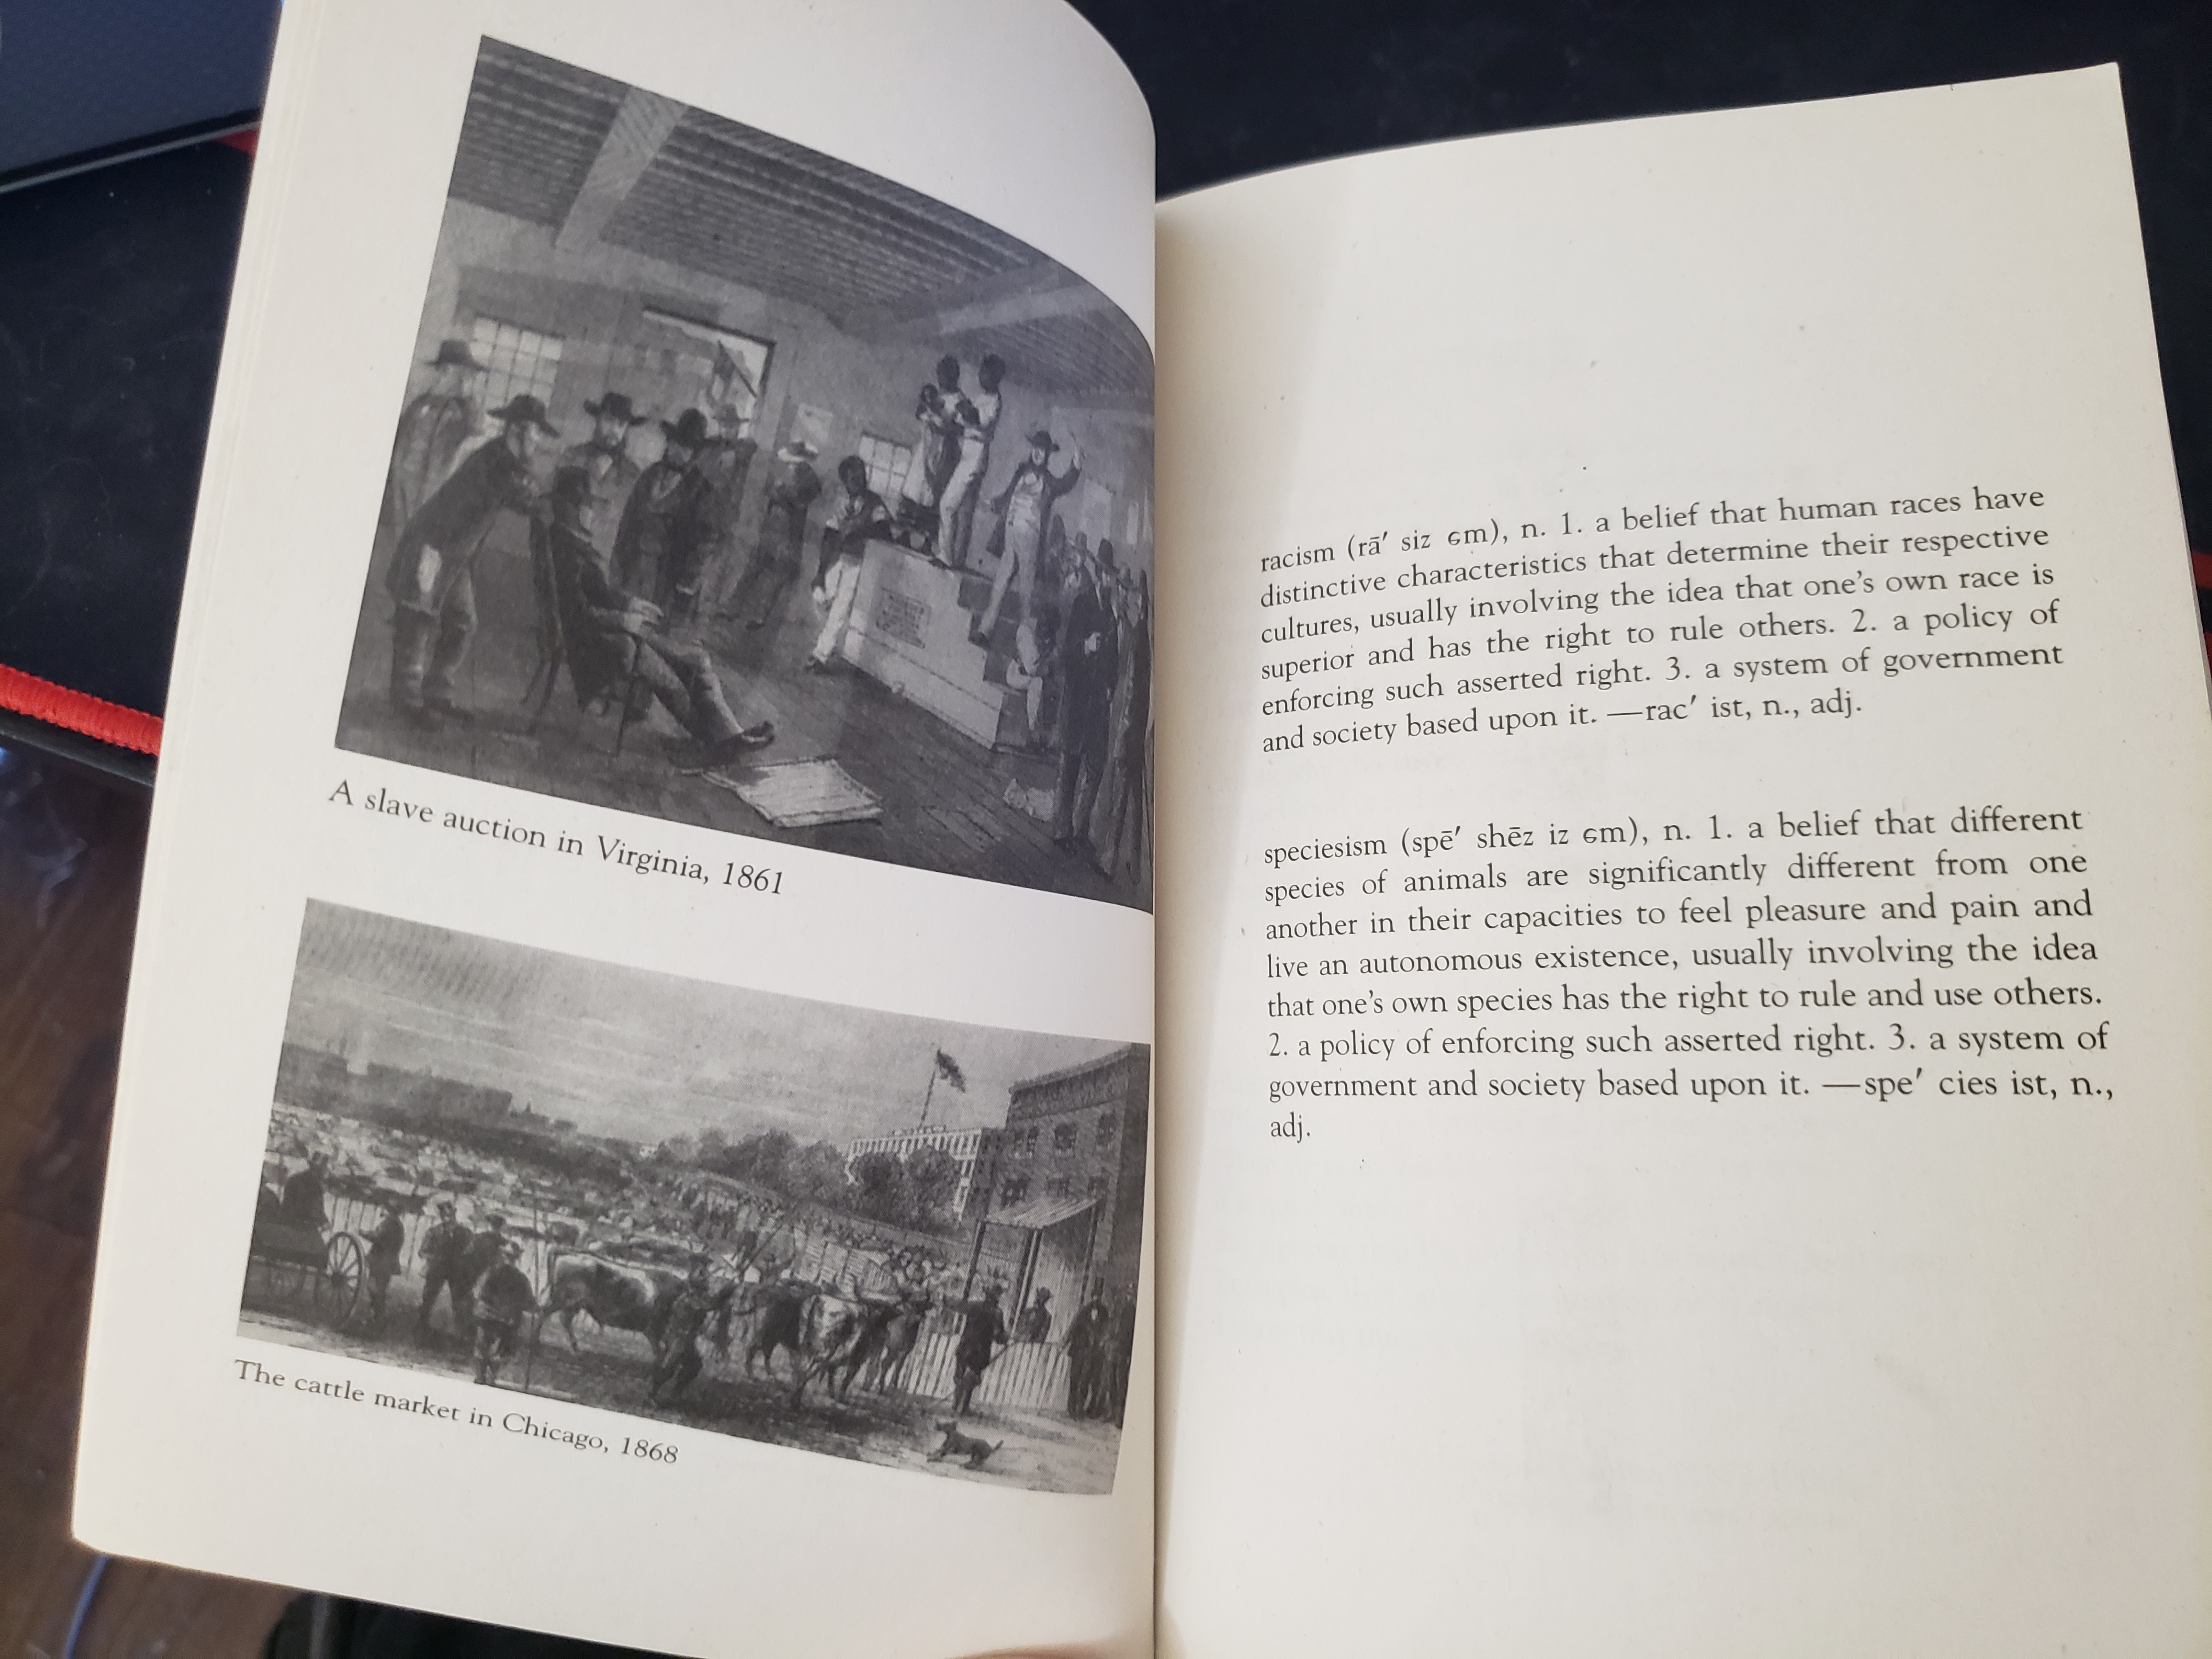 A slave auction in Virginia, 1861
The cattle market in Chicago, 1868
racism (rā′ siz ɢm), n. 1. a belief that human races have
distinctive characteristics that determine their respective
cultures, usually involving the idea that one's own race is
superior and has the right to rule others. 2. a policy of
enforcing such asserted right. 3. a system of government
and society based upon it. —rac′ ist, n., adj.
speciesism (spē′ shēz iz ɢm), n. 1. a belief that different
species of animals are significantly different from one
another in their capacities to feel pleasure and pain and
live an autonomous existence, usually involving the idea
that one's own species has the right to rule and use others.
2. a policy of enforcing such asserted right. 3. a system of
government and society based upon it. —spe′ cies ist, n.,
adj.